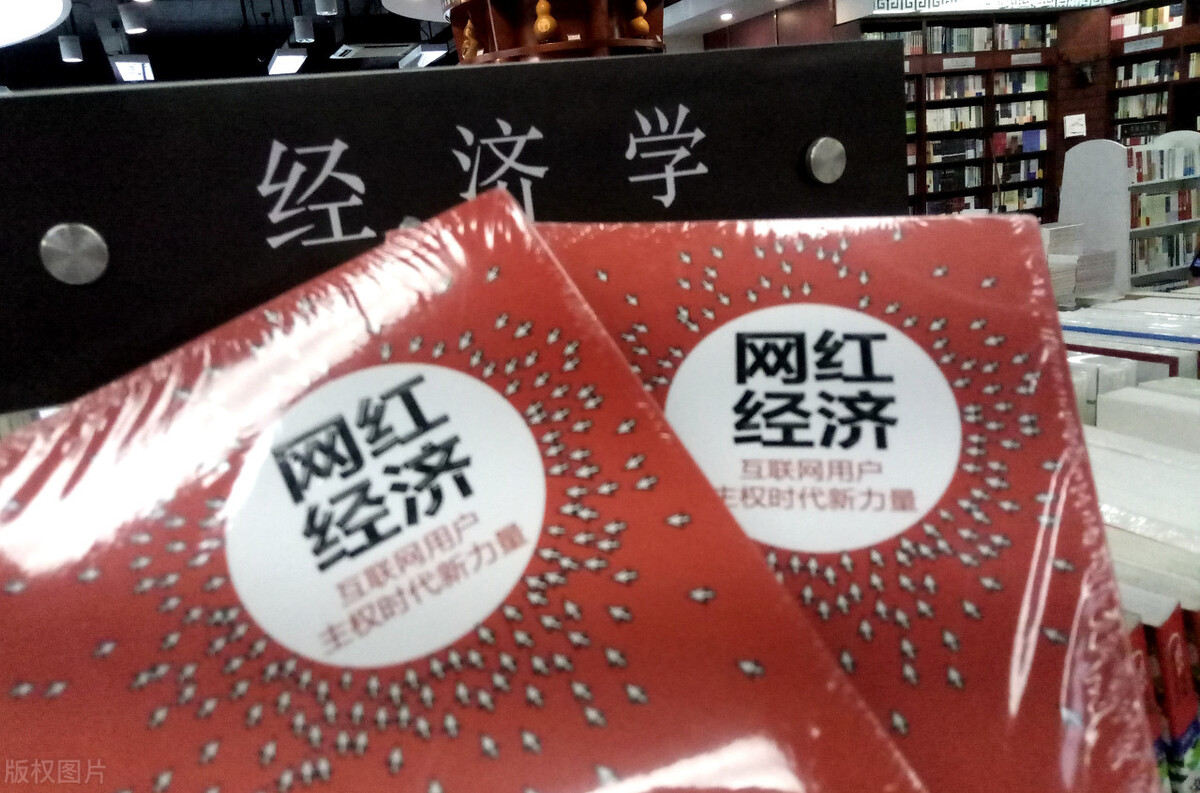 经济学
网红
经济
互联网用户
主权时代新力量
网红
经济
互联网用户
主权时代新力量
版权图片